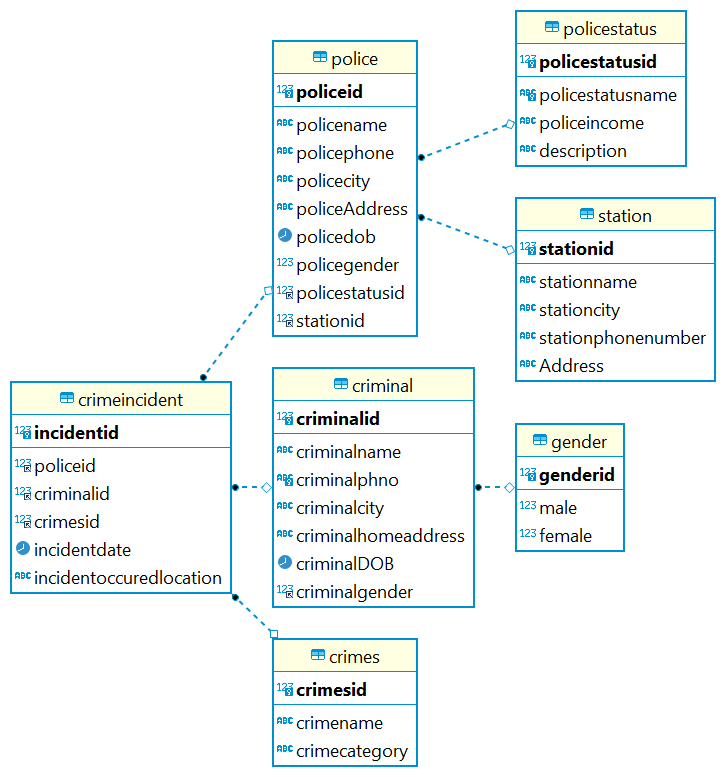 police
policeid
policename
policephone
policecity
policeAddress
policedob
policegender
policestatusid
stationid
policestatus
policestatusid
policestatusname
policeincome
description
station
stationid
stationname
stationcity
stationphonenumber
Address
crimeincident
incidentid
policeid
criminalid
crimesid
incidentdate
incidentoccuredlocation
criminal
criminalid
criminalname
criminalphno
criminalcity
criminalhomeaddress
criminalDOB
criminalgender
gender
genderid
male
female
crimes
crimesid
crimename
crimecategory